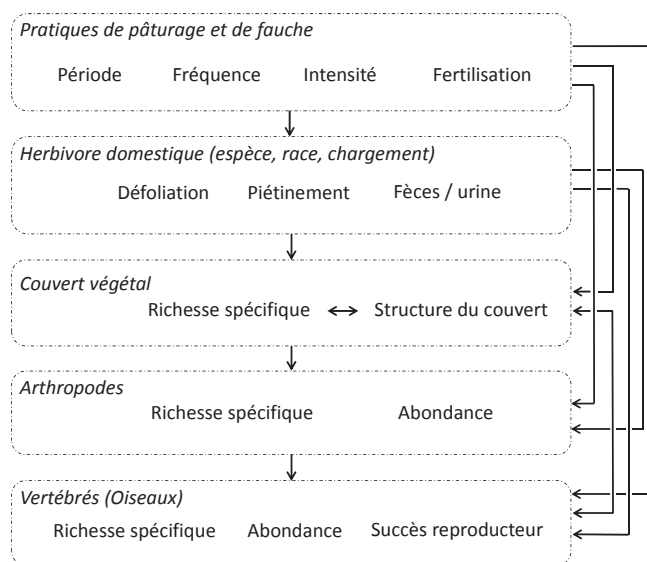 Pratiques de pâturage et de fauche
Période Fréquence Intensité Fertilisation
Herbivore domestique (espèce, race, chargement)
Défoliation Piétinement Fèces / urine
Couvert végétal
Richesse spécifique Structure du couvert
Arthropodes
Richesse spécifique Abondance
Vertébrés (Oiseaux)
Richesse spécifique Abondance Succès reproducteur